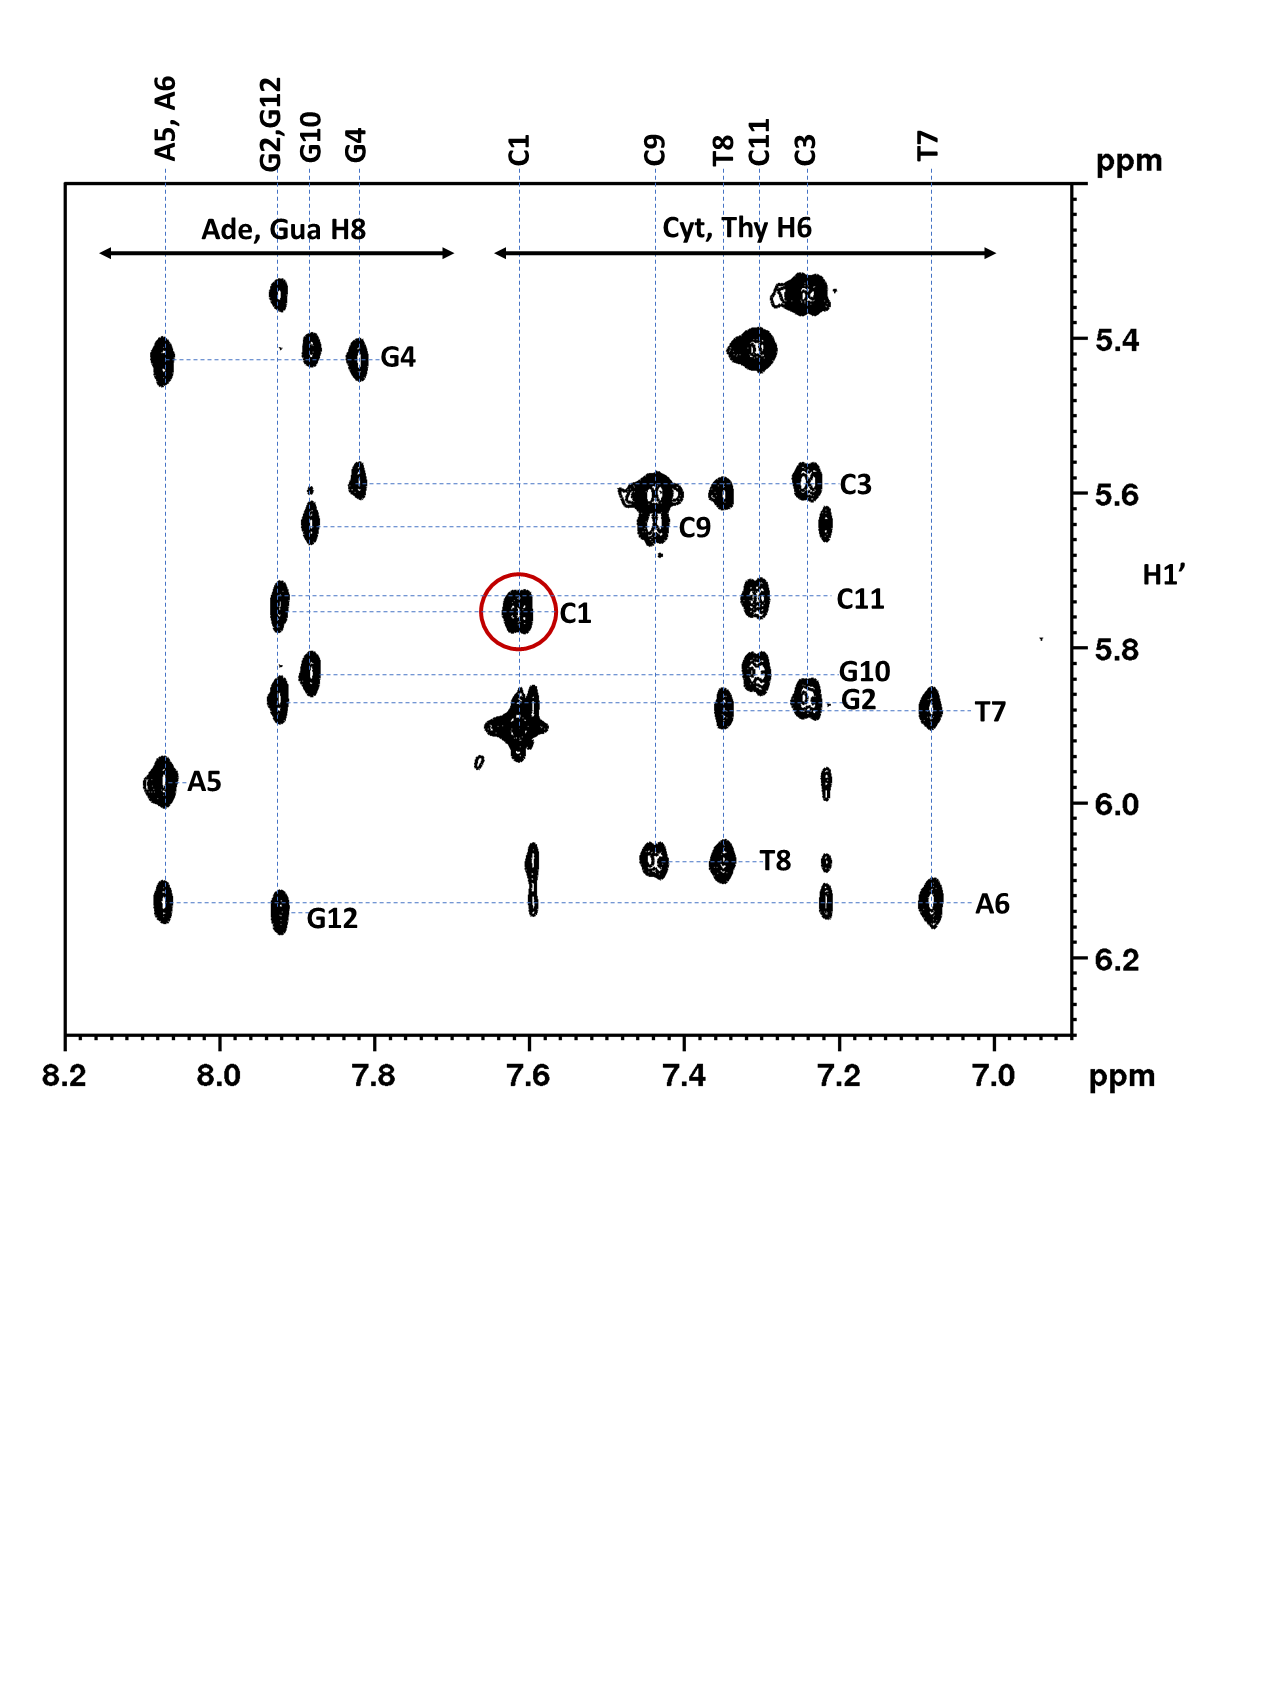 A5, A6
G2,G12
G10
G4
C1
C9
T8
C11
C3
T7
ppm
Ade, Gua H8
Cyt, Thy H6
5.4
G4
C3
5.6
C9
H1’
C11
C1
5.8
G10
G2
T7
A5
6.0
T8
A6
G12
6.2
8.2
8.0
7.8
7.6
7.4
7.2
7.0
ppm